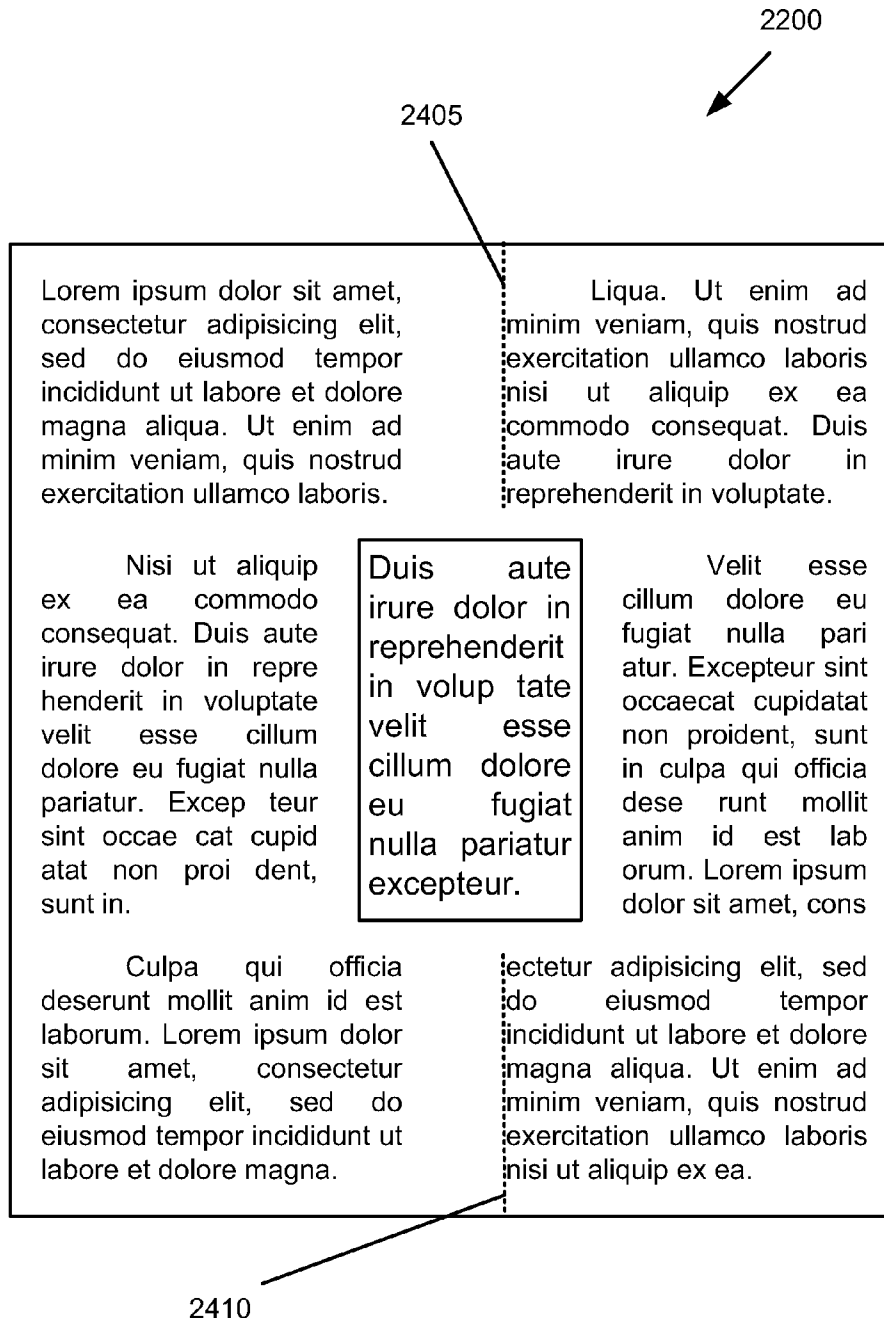 2200
2405
Lorem ipsum dolor sit amet,
consectetur adipisicing elit,
sed do eiusmod tempor
incididunt ut labore et dolore
magna aliqua. Ut enim ad
minim veniam, quis nostrud
exercitation ullamco laboris.
Nisi ut aliquip
ex ea commodo
consequat. Duis aute
irure dolor in repre
henderit in voluptate
velit esse cillum
dolore eu fugiat nulla
pariatur. Excep teur
sint occae cat cupid
atat non proi dent,
sunt in.
Culpa qui officia
deserunt mollit anim id est
laborum. Lorem ipsum dolor
sit amet, consectetur
adipisicing elit, sed do
eiusmod tempor incididunt ut
labore et dolore magna.
Duis aute
irure dolor in
reprehenderit
in volup tate
velit esse
cillum dolore
eu fugiat
nulla pariatur
excepteur.
Liqua. Ut enim ad
minim veniam, quis nostrud
exercitation ullamco laboris
nisi ut aliquip ex ea
commodo consequat. Duis
aute irure dolor in
reprehenderit in voluptate.
Velit esse
cillum dolore eu
fugiat nulla pari
atur. Excepteur sint
occaecat cupidatat
non proident, sunt
in culpa qui officia
dese runt mollit
anim id est lab
orum. Lorem ipsum
dolor sit amet, cons
ectetur adipisicing elit, sed
do eiusmod tempor
incididunt ut labore et dolore
magna aliqua. Ut enim ad
minim veniam, quis nostrud
exercitation ullamco laboris
nisi ut aliquip ex ea.
2410